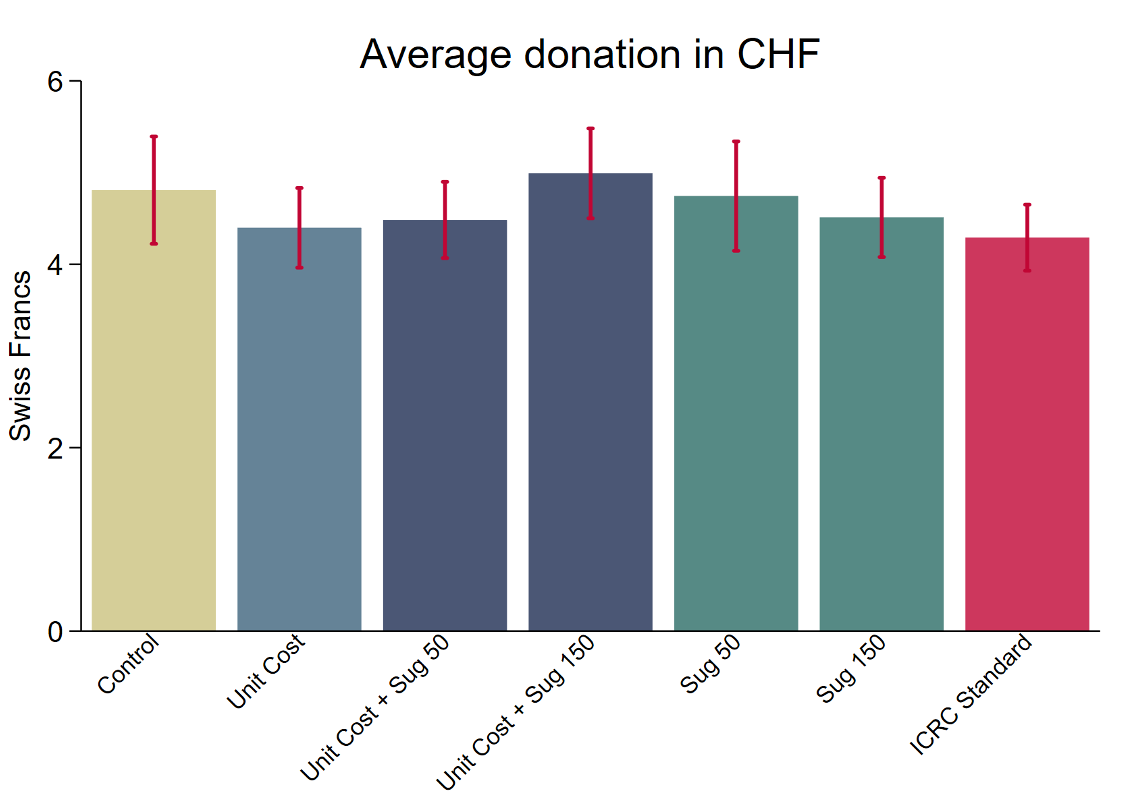 Average donation in CHF
Swiss Francs
6
4
2
0
Control
Unit Cost
Unit Cost + Sug 50
Unit Cost + Sug 150
Sug 50
Sug 150
ICRC Standard